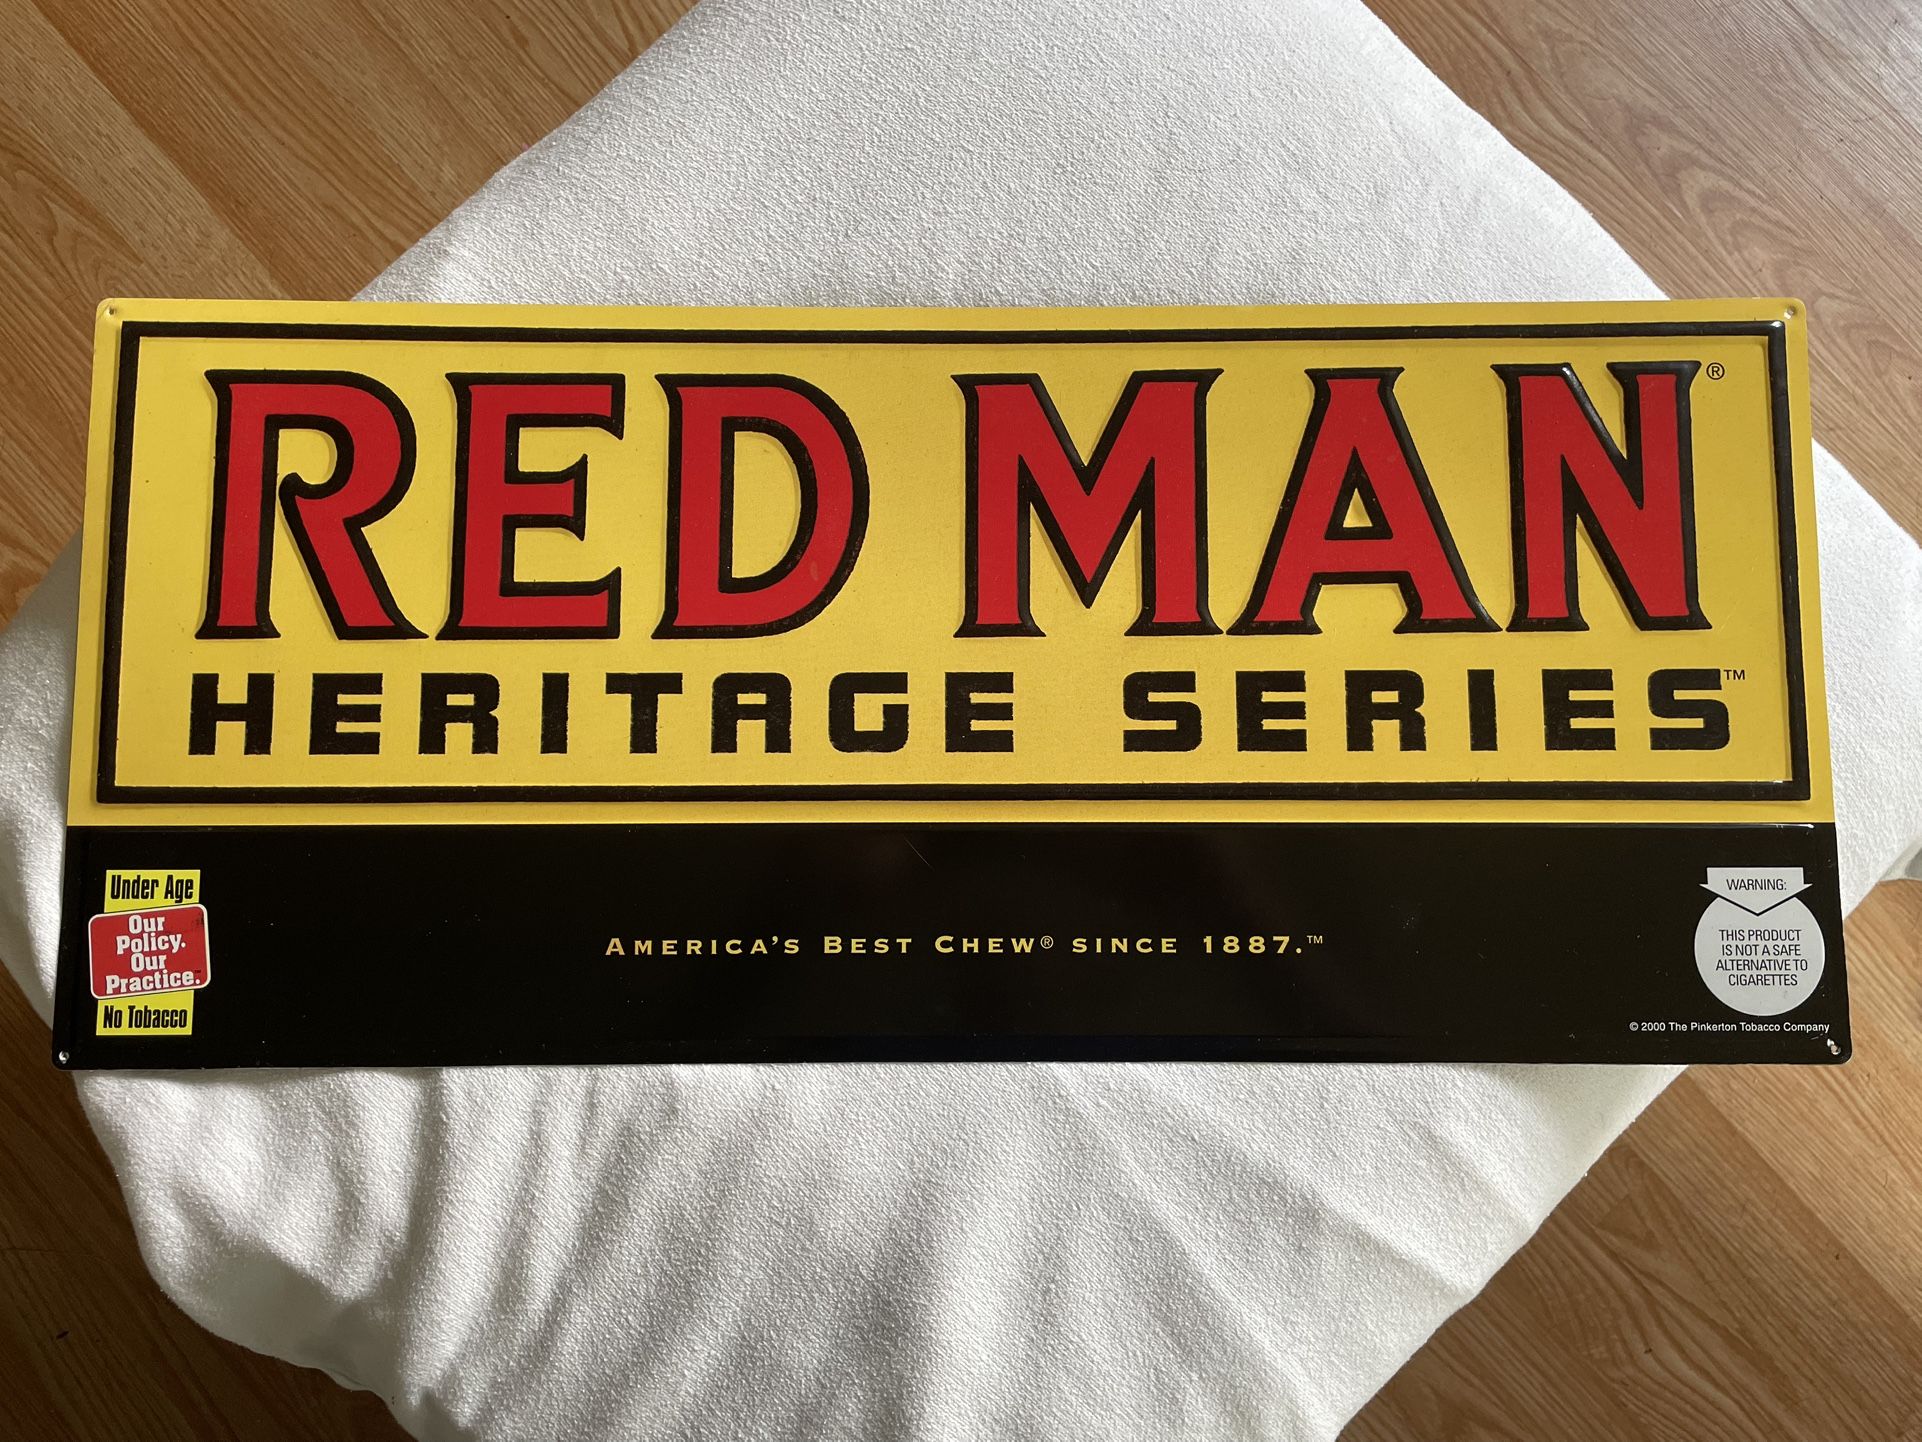 RED MAN®
HERITAGE SERIES™
Under Age
Our
Policy.
Our
Practice.™
No Tobacco
AMERICA'S BEST CHEW® SINCE 1887.™
WARNING:
THIS PRODUCT
IS NOT A SAFE
ALTERNATIVE TO
CIGARETTES
© 2000 The Pinkerton Tobacco Company